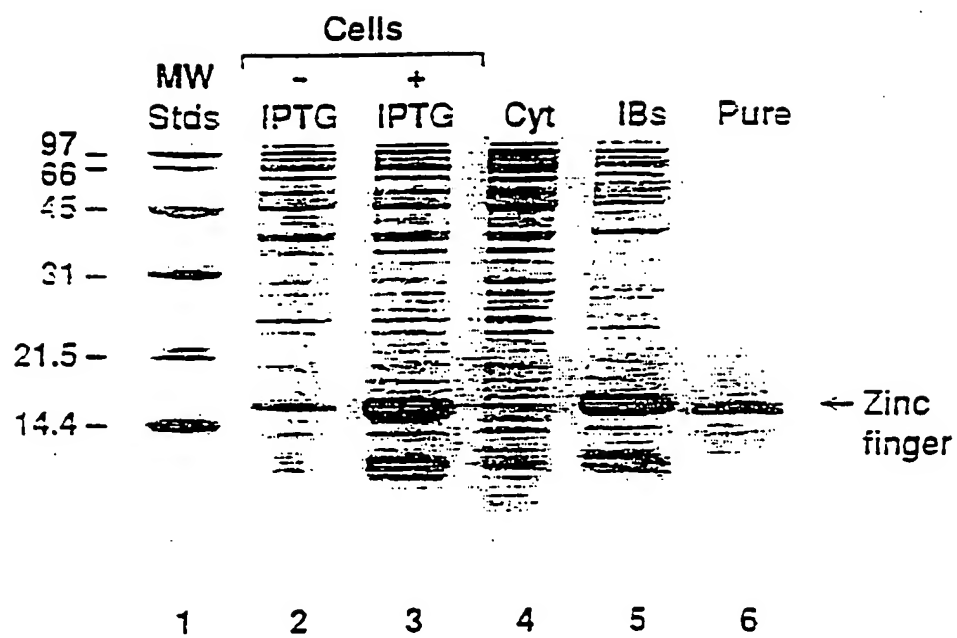 Cells
MW Stds
- IPTG
+ IPTG
Cyt
IBs
Pure
97
66
45
31
21.5
14.4
← Zinc finger
1 2 3 4 5 6